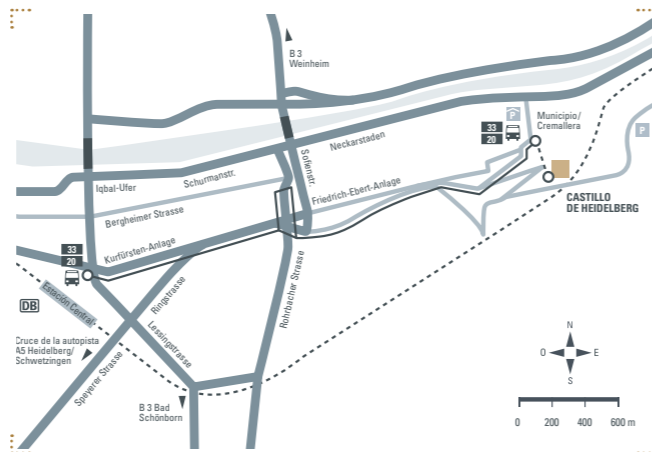 B 3
Weinheim
33
20
P
Municipio/
Cremallera
P
Neckarstaden
Sofienstr.
Iqbal-Ufer
Schurmanstr.
Bergheimer Strasse
Friedrich-Ebert-Anlage
CASTILLO
DE HEIDELBERG
33
20
Kurfürsten-Anlage
DB
Estación Central
Ringstrasse
Rohrbacher Strasse
Lessingstrasse
Cruce de la autopista
A5 Heidelberg/
Schwetzingen
Speyerer Strasse
B 3 Bad
Schönborn
N
O
E
S
0 200 400 600 m